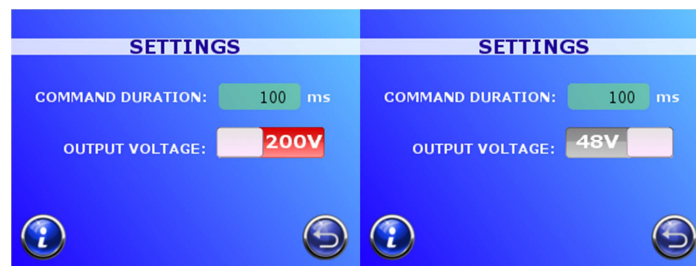 SETTINGS
COMMAND DURATION: 100 ms
OUTPUT VOLTAGE: 200V
SETTINGS
COMMAND DURATION: 100 ms
OUTPUT VOLTAGE: 48V